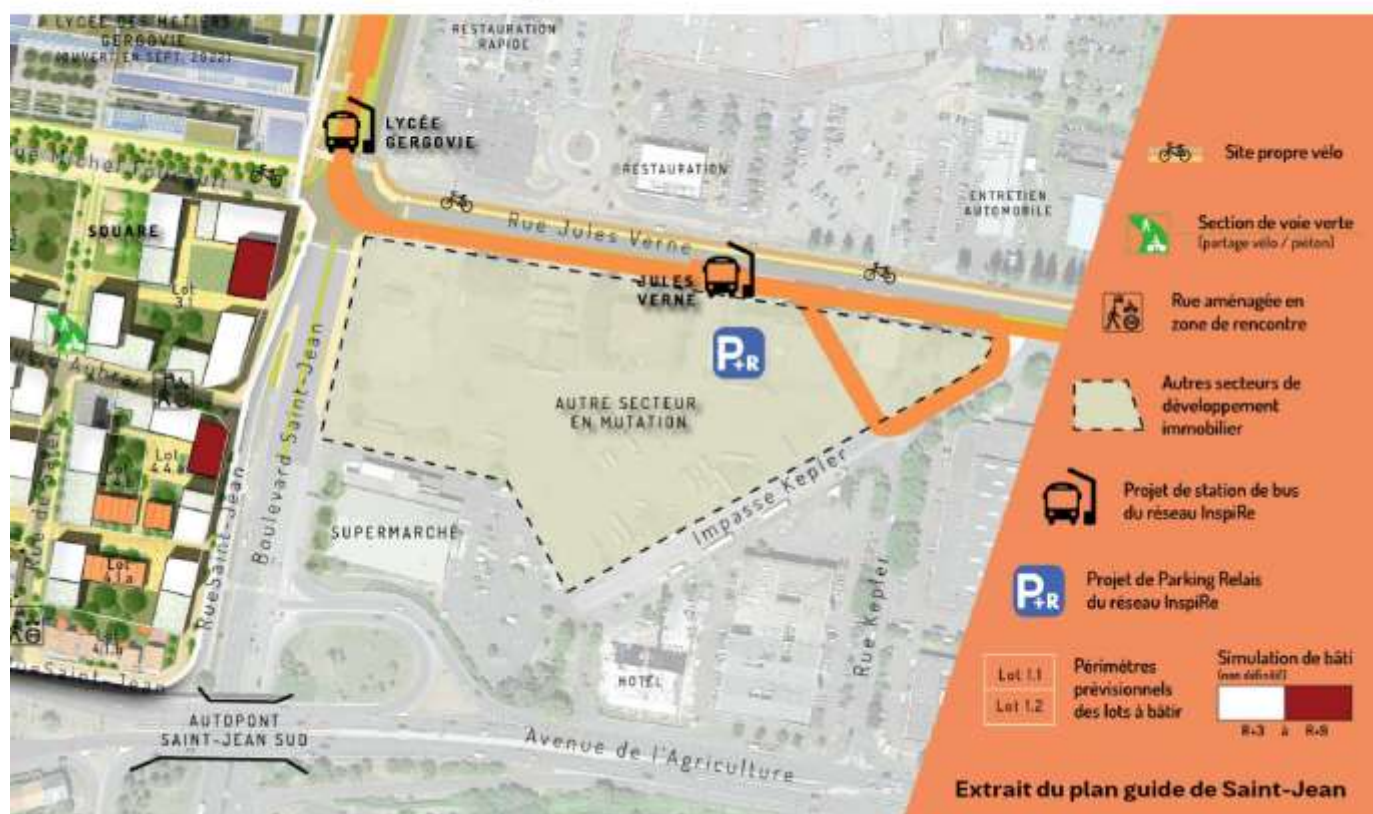 LYCÉE DES MÉTIERS
GERGOVIE
(OUVERT EN SEPT. 2022)
RESTAURATION
RAPIDE
LYCÉE
GERGOVIE
RESTAURATION
ENTRETIEN
AUTOMOBILE
Rue Jules Verne
JULES
VERNE
SQUARE
Lot
3.1
P+R
AUTRE SECTEUR
EN MUTATION
Boulevard Saint-Jean
Rue Saint-Jean
Lot
Lot
4.1.a
SUPERMARCHÉ
Impasse Kepler
Rue Kepler
HOTEL
AUTOPONT
SAINT-JEAN SUD
Avenue de l'Agriculture
Site propre vélo
Section de voie verte
(partage vélo / piéton)
Rue aménagée en
zone de rencontre
Autres secteurs de
développement
immobilier
Projet de station de bus
du réseau InspiRe
P+R
Projet de Parking Relais
du réseau InspiRe
Lot 1.1
Lot 1.2
Périmètres
prévisionnels
des lots à bâtir
Simulation de bâti
(non définitif)
R+3 à R+9
Extrait du plan guide de Saint-Jean